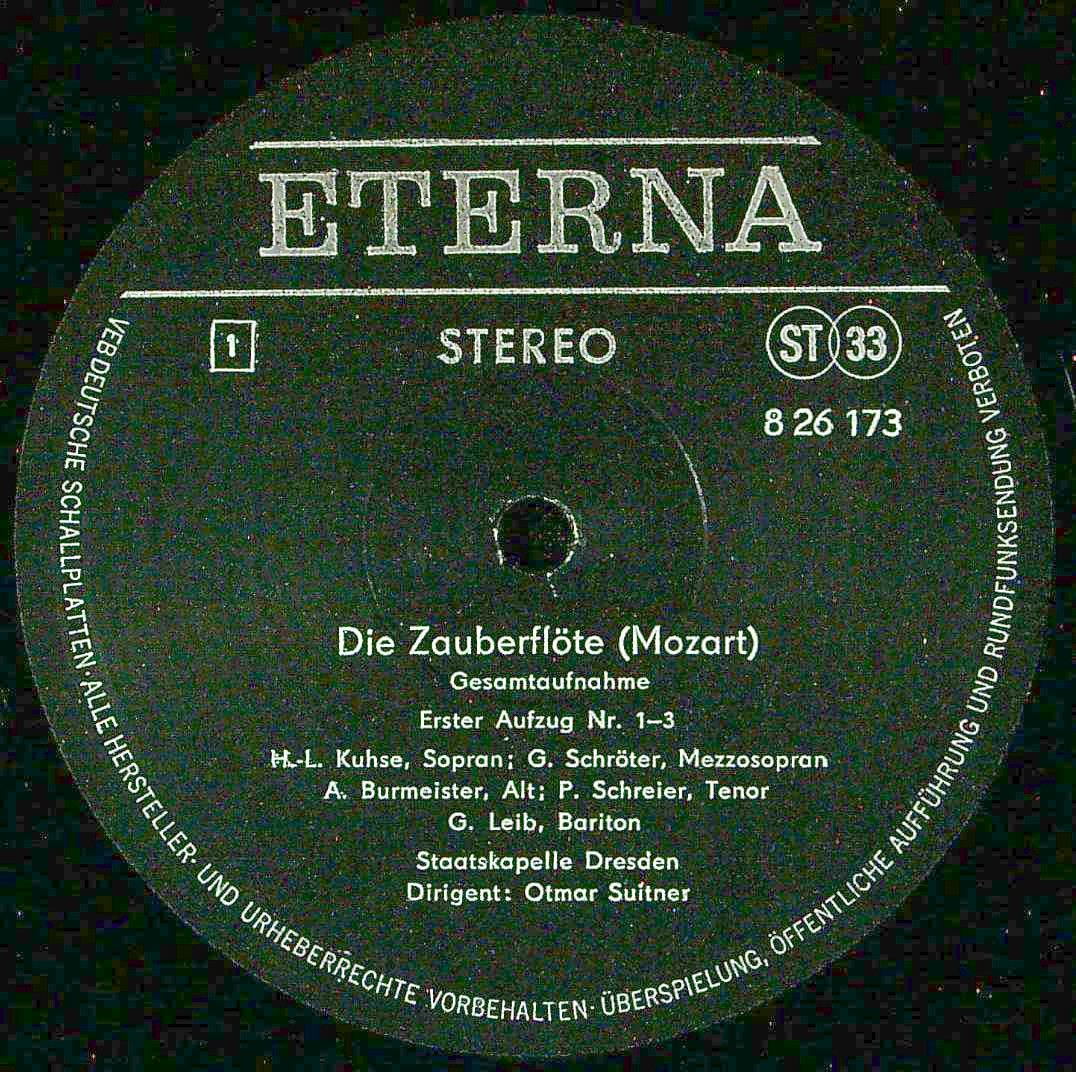 ETERNA
1
STEREO
ST 33
8 26 173
Die Zauberflöte (Mozart)
Gesamtaufnahme
Erster Aufzug Nr. 1–3
H.-L. Kuhse, Sopran; G. Schröter, Mezzosopran
A. Burmeister, Alt; P. Schreier, Tenor
G. Leib, Bariton
Staatskapelle Dresden
Dirigent: Otmar Suitner
VEB DEUTSCHE SCHALLPLATTEN · ALLE HERSTELLER- UND URHEBERRECHTE VORBEHALTEN · ÜBERSPIELUNG, ÖFFENTLICHE AUFFÜHRUNG UND RUNDFUNKSENDUNG VERBOTEN